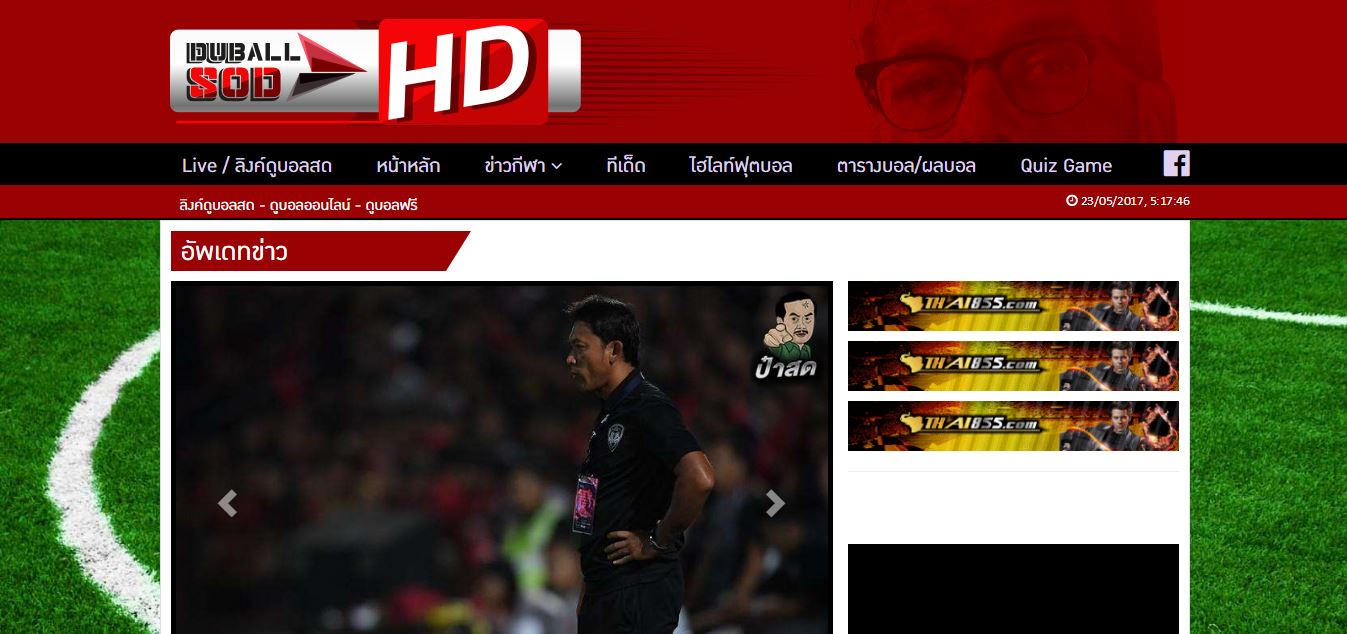 DUBALL
SOD
HD
Live / ลิงค์ดูบอลสด หน้าหลัก ข่าวกีฬา ทีเด็ด ไฮไลท์ฟุตบอล ตารางบอล/ผลบอล Quiz Game f
ลิงค์ดูบอลสด - ดูบอลออนไลน์ - ดูบอลฟรี 23/05/2017, 5:17:46
อัพเดทข่าว
ป๋าสด
THAI855.com
THAI855.com
THAI855.com